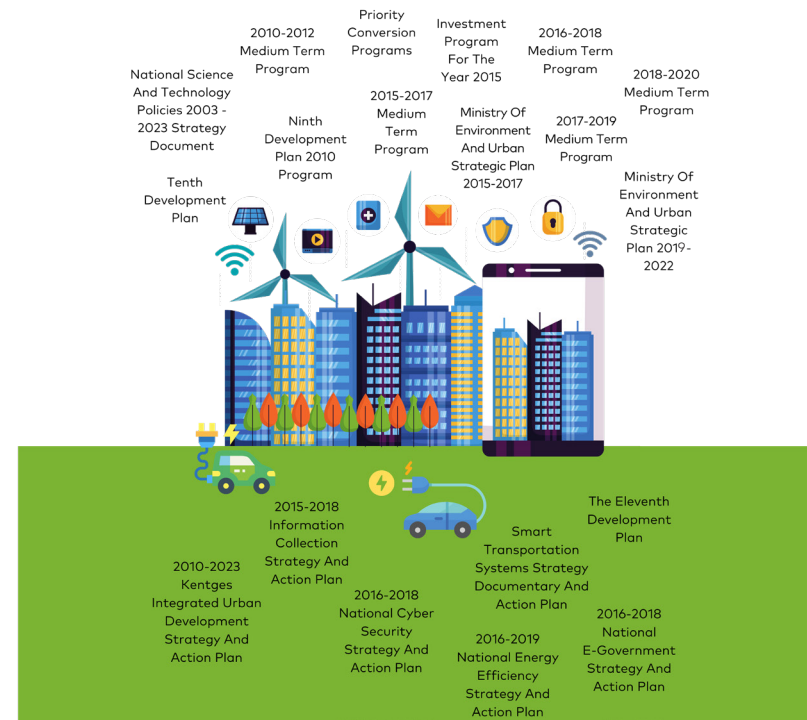 Priority
Conversion
Programs
Investment
Program
For The
Year 2015
2010-2012
Medium Term
Program
2016-2018
Medium Term
Program
National Science
And Technology
Policies 2003 -
2023 Strategy
Document
2018-2020
Medium Term
Program
2015-2017
Medium
Term
Program
Ninth
Development
Plan 2010
Program
Ministry Of
Environment
And Urban
Strategic Plan
2015-2017
2017-2019
Medium Term
Program
Tenth
Development
Plan
Ministry Of
Environment
And Urban
Strategic
Plan 2019-
2022
2015-2018
Information
Collection
Strategy And
Action Plan
The Eleventh
Development
Plan
Smart
Transportation
Systems Strategy
Documentary And
Action Plan
2010-2023
Kentges
Integrated Urban
Development
Strategy And
Action Plan
2016-2018
National Cyber
Security
Strategy And
Action Plan
2016-2018
National
E-Government
Strategy And
Action Plan
2016-2019
National Energy
Efficiency
Strategy And
Action Plan